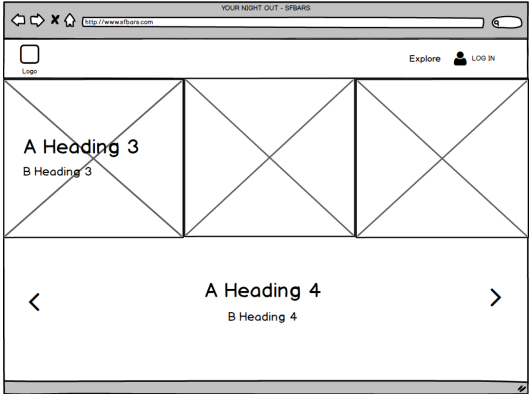 YOUR NIGHT OUT - SFBARS
http://www.sfbars.com
Logo
Explore
LOG IN
A Heading 3
B Heading 3
A Heading 4
B Heading 4